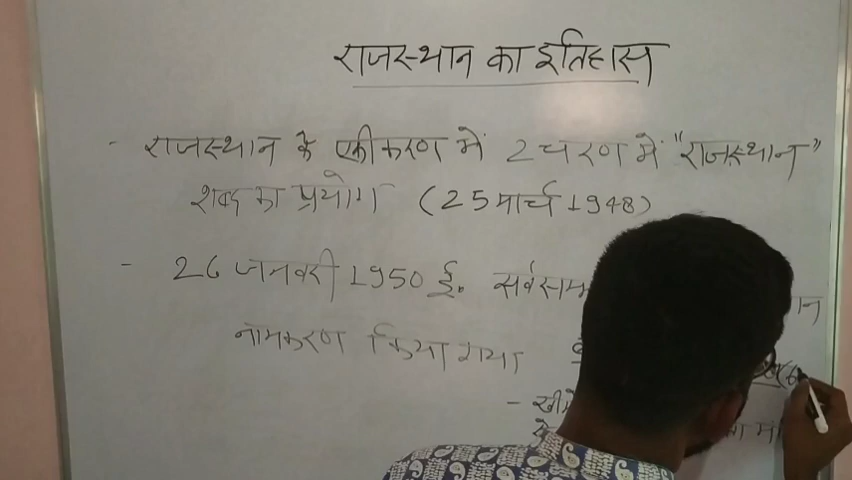 राजस्थान का इतिहास
- राजस्थान के एकीकरण में 2 चरण में "राजस्थान"
शब्द का प्रयोग (25 मार्च 1948)
- 26 जनवरी 1950 ई. सर्वसम
नामकरण किया गया